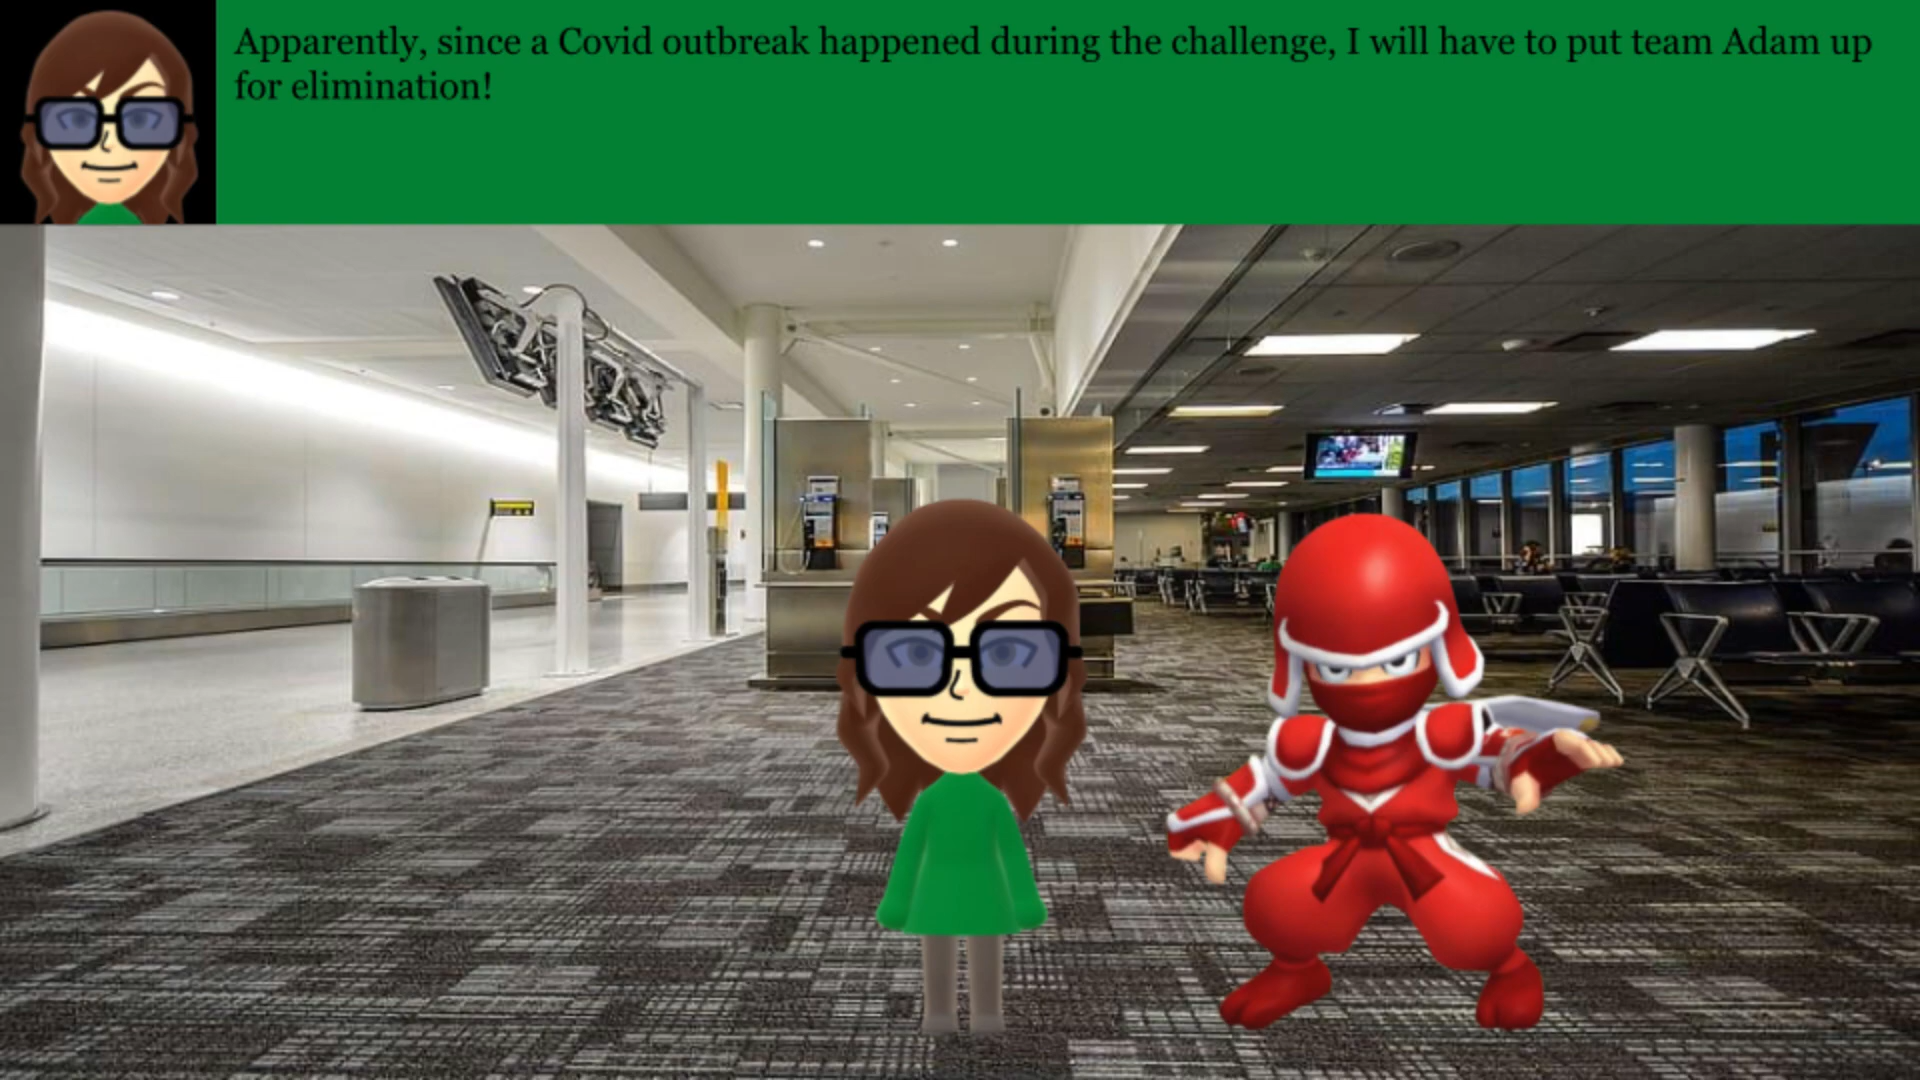 Apparently, since a Covid outbreak happened during the challenge, I will have to put team Adam up
for elimination!